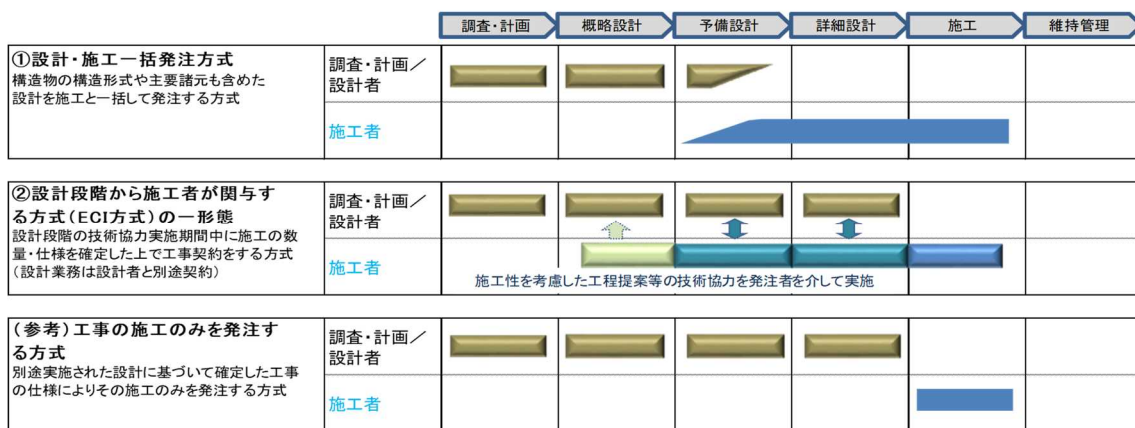 調査・計画
概略設計
予備設計
詳細設計
施工
維持管理
①設計・施工一括発注方式
構造物の構造形式や主要諸元も含めた
設計を施工と一括して発注する方式
調査・計画／
設計者
施工者
②設計段階から施工者が関与す
る方式(ECI方式)の一形態
設計段階の技術協力実施期間中に施工の数
量・仕様を確定した上で工事契約をする方式
(設計業務は設計者と別途契約)
調査・計画／
設計者
施工者
施工性を考慮した工程提案等の技術協力を発注者を介して実施
(参考)工事の施工のみを発注す
る方式
別途実施された設計に基づいて確定した工事
の仕様によりその施工のみを発注する方式
調査・計画／
設計者
施工者